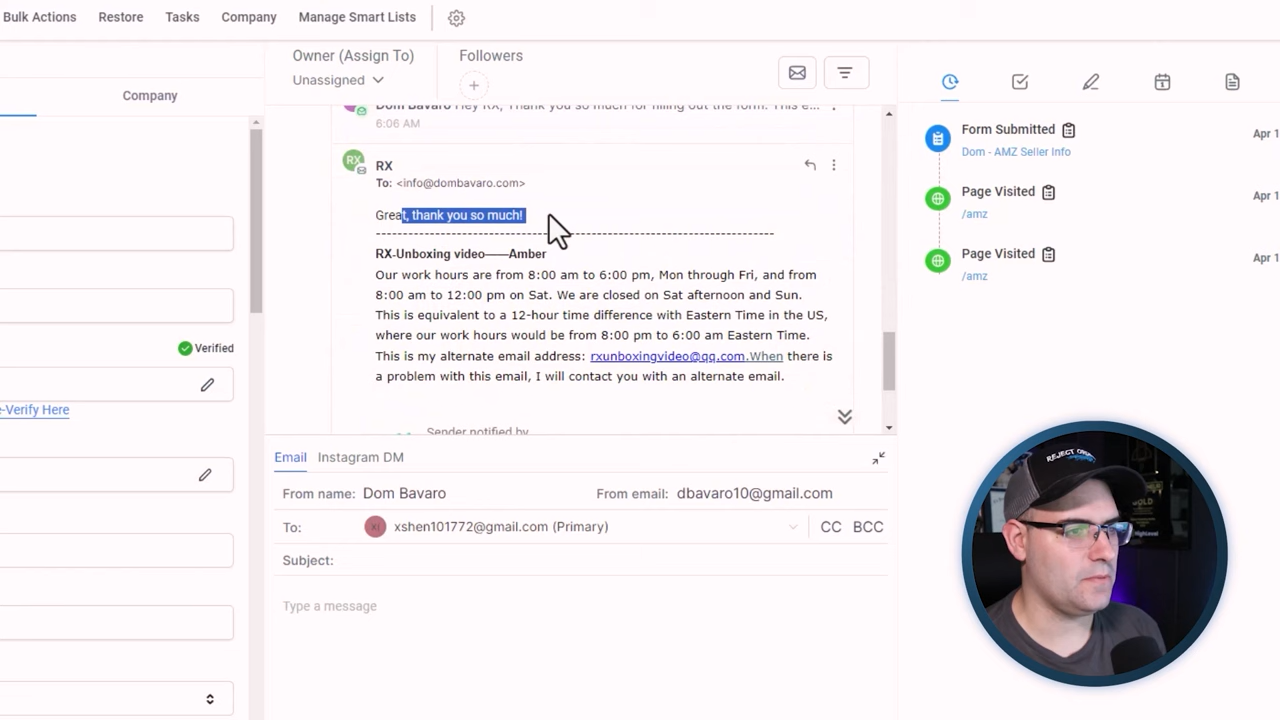 Bulk Actions Restore Tasks Company Manage Smart Lists
Company
Verified
-Verify Here
Owner (Assign To) Followers
Unassigned
Dom Bavaro Hey RX, Thank you so much for filling out the form. This e...
6:06 AM
RX
RX
To: <info@dombavaro.com>
Great, thank you so much!
RX-Unboxing video——Amber
Our work hours are from 8:00 am to 6:00 pm, Mon through Fri, and from
8:00 am to 12:00 pm on Sat. We are closed on Sat afternoon and Sun.
This is equivalent to a 12-hour time difference with Eastern Time in the US,
where our work hours would be from 8:00 pm to 6:00 am Eastern Time.
This is my alternate email address: rxunboxingvideo@qq.com.When there is
a problem with this email, I will contact you with an alternate email.
Sender notified by
Email Instagram DM
From name: Dom Bavaro From email: dbavaro10@gmail.com
To: xshen101772@gmail.com (Primary) CC BCC
Subject:
Type a message
Form Submitted Apr 1
Dom - AMZ Seller Info
Page Visited Apr 1
/amz
Page Visited Apr 1
/amz
REJECT
GOLD